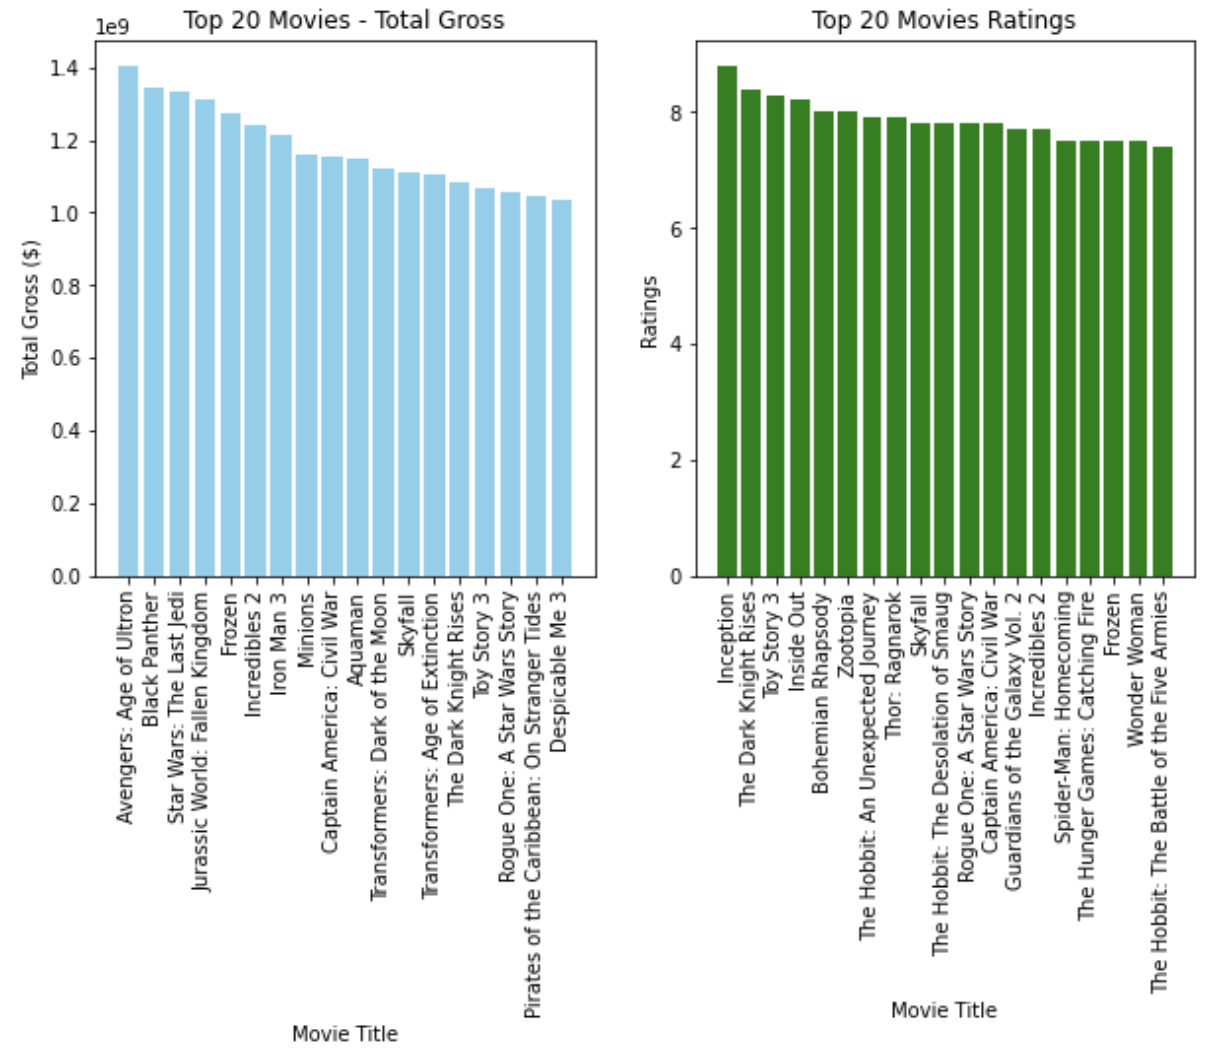 Top 20 Movies - Total Gross
1e9
Total Gross ($)
1.4
1.2
1.0
0.8
0.6
0.4
0.2
0.0
Avengers: Age of Ultron
Black Panther
Star Wars: The Last Jedi
Jurassic World: Fallen Kingdom
Frozen
Incredibles 2
Iron Man 3
Minions
Captain America: Civil War
Aquaman
Transformers: Dark of the Moon
Skyfall
Transformers: Age of Extinction
The Dark Knight Rises
Toy Story 3
Rogue One: A Star Wars Story
Pirates of the Caribbean: On Stranger Tides
Despicable Me 3
Movie Title
Top 20 Movies Ratings
Ratings
8
6
4
2
0
Inception
The Dark Knight Rises
Toy Story 3
Inside Out
Bohemian Rhapsody
Zootopia
The Hobbit: An Unexpected Journey
Thor: Ragnarok
Skyfall
The Hobbit: The Desolation of Smaug
Rogue One: A Star Wars Story
Captain America: Civil War
Guardians of the Galaxy Vol. 2
Incredibles 2
Spider-Man: Homecoming
The Hunger Games: Catching Fire
Frozen
Wonder Woman
The Hobbit: The Battle of the Five Armies
Movie Title